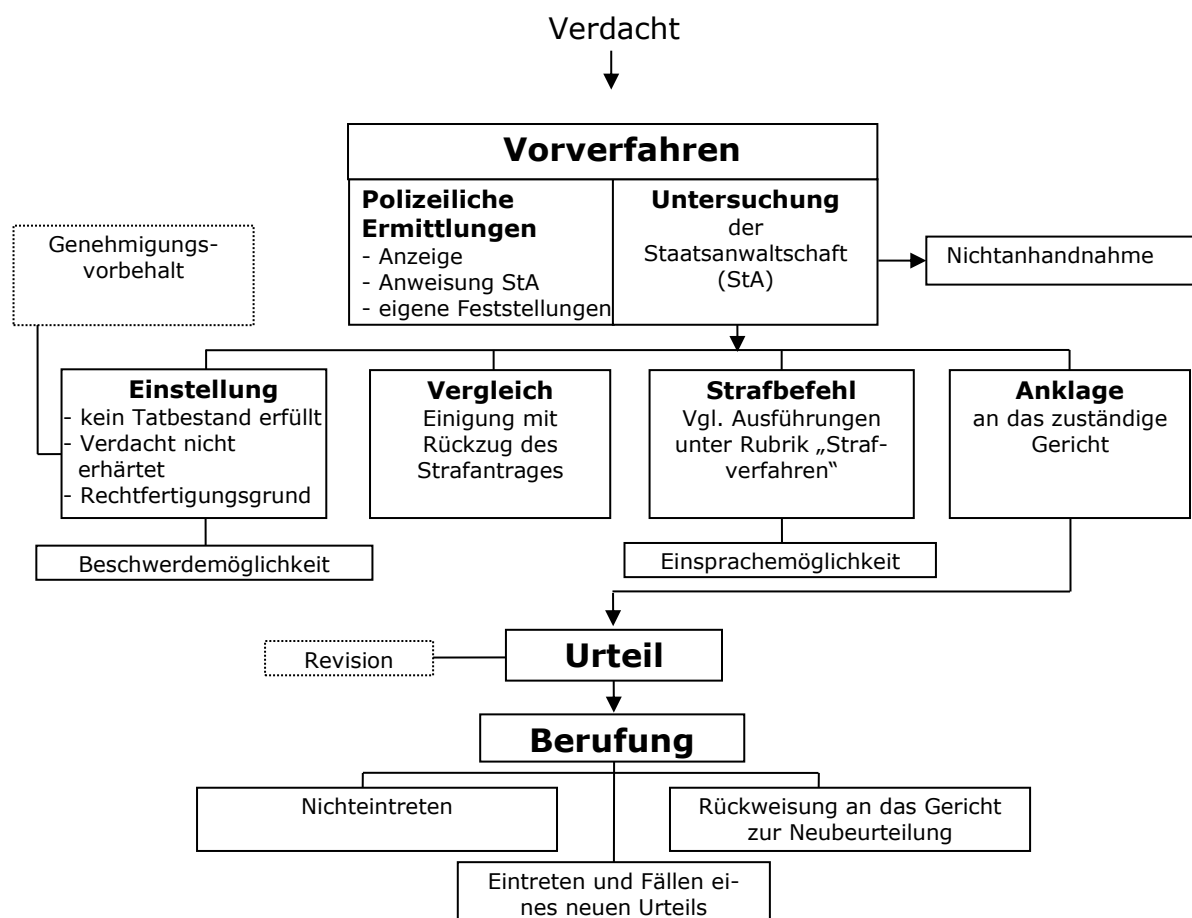 Verdacht
Vorverfahren
Polizeiliche
Ermittlungen
- Anzeige
- Anweisung StA
- eigene Feststellungen
Untersuchung
der
Staatsanwaltschaft
(StA)
Genehmigungs-
vorbehalt
Nichtanhandnahme
Einstellung
- kein Tatbestand erfüllt
- Verdacht nicht
erhärtet
- Rechtfertigungsgrund
Vergleich
Einigung mit
Rückzug des
Strafantrages
Strafbefehl
Vgl. Ausführungen
unter Rubrik „Straf-
verfahren“
Anklage
an das zuständige
Gericht
Beschwerdemöglichkeit
Einsprachemöglichkeit
Revision
Urteil
Berufung
Nichteintreten
Rückweisung an das Gericht
zur Neubeurteilung
Eintreten und Fällen ei-
nes neuen Urteils